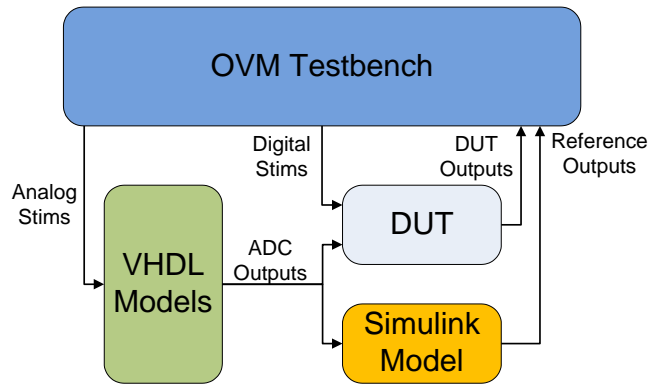 OVM Testbench
Analog
Stims
Digital
Stims
DUT
Outputs
Reference
Outputs
VHDL
Models
ADC
Outputs
DUT
Simulink
Model